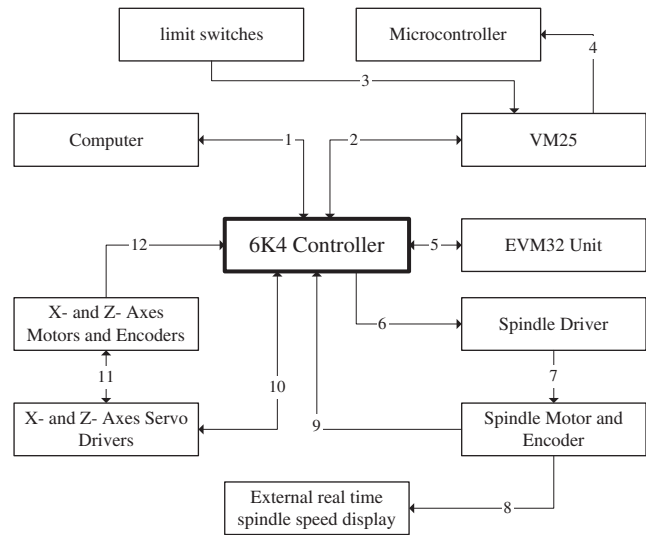 limit switches
Microcontroller
3
4
Computer
1
2
VM25
12
6K4 Controller
5
EVM32 Unit
X- and Z- Axes
Motors and Encoders
6
Spindle Driver
11
10
7
X- and Z- Axes Servo
Drivers
9
Spindle Motor and
Encoder
External real time
spindle speed display
8